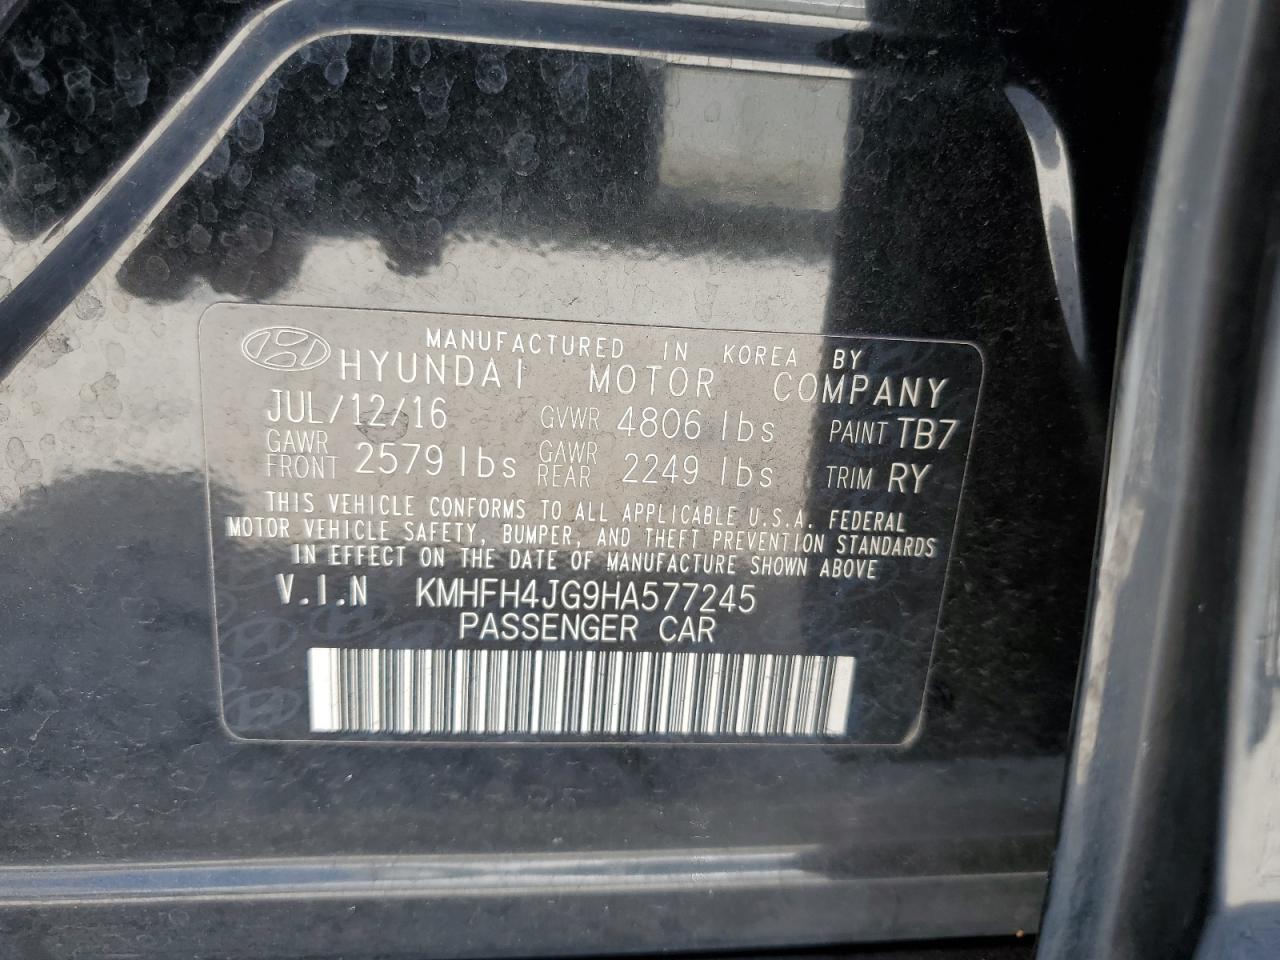 MANUFACTURED IN KOREA BY
HYUNDAI MOTOR COMPANY
JUL/12/16 GVWR 4806 lbs PAINT TB7
GAWR FRONT 2579 lbs GAWR REAR 2249 lbs TRIM RY
THIS VEHICLE CONFORMS TO ALL APPLICABLE U.S.A. FEDERAL
MOTOR VEHICLE SAFETY, BUMPER, AND THEFT PREVENTION STANDARDS
IN EFFECT ON THE DATE OF MANUFACTURE SHOWN ABOVE
V.I.N KMHFH4JG9HA577245
PASSENGER CAR